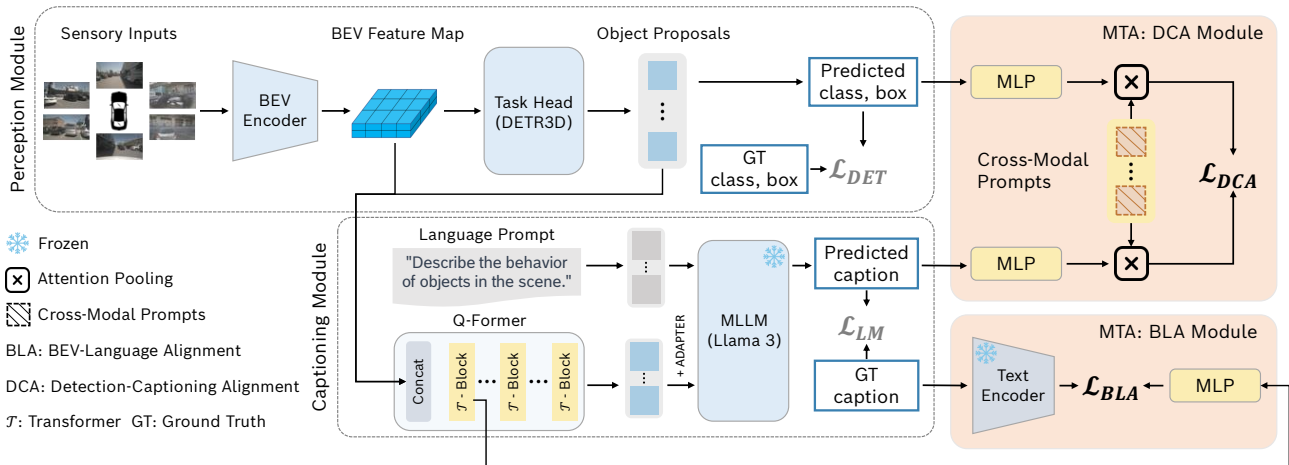 Perception Module
Sensory Inputs
BEV
Encoder
BEV Feature Map
Task Head
(DETR3D)
Object Proposals
Predicted
class, box
GT
class, box
ℒ_DET
MTA: DCA Module
MLP
Cross-Modal
Prompts
ℒ_DCA
MLP
Frozen
Attention Pooling
Cross-Modal Prompts
BLA: BEV-Language Alignment
DCA: Detection-Captioning Alignment
𝒯: Transformer GT: Ground Truth
Captioning Module
Language Prompt
"Describe the behavior
of objects in the scene."
Q-Former
Concat
𝒯 - Block
𝒯 - Block
𝒯 - Block
+ ADAPTER
MLLM
(Llama 3)
Predicted
caption
ℒ_LM
GT
caption
MTA: BLA Module
Text
Encoder
ℒ_BLA
MLP